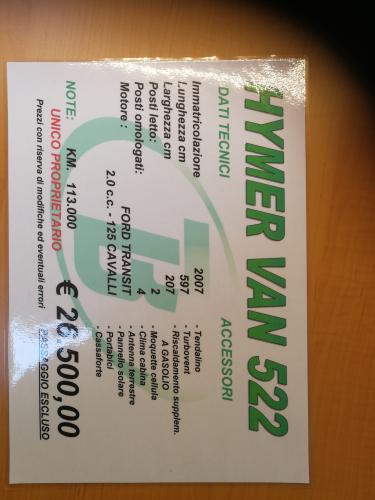 HYMER VAN 522
DATI TECNICI ACCESSORI
Immatricolazione 2007 - Tendalino
Lunghezza cm 597 - Turbovent
Larghezza cm 207 - Riscaldamento supplem.
A GASOLIO
Posti letto: 2 - Moquette cellula
Posti omologati: 4 - Clima cabina
Motore: FORD TRANSIT - Antenna terrestre
2.0 c.c. - 125 CAVALLI - Pannello solare
- Portabici
- Cassaforte
NOTE: KM. 113.000 € 26.500,00
UNICO PROPRIETARIO PASSAGGIO ESCLUSO
Prezzi con riserva di modifiche ed eventuali errori